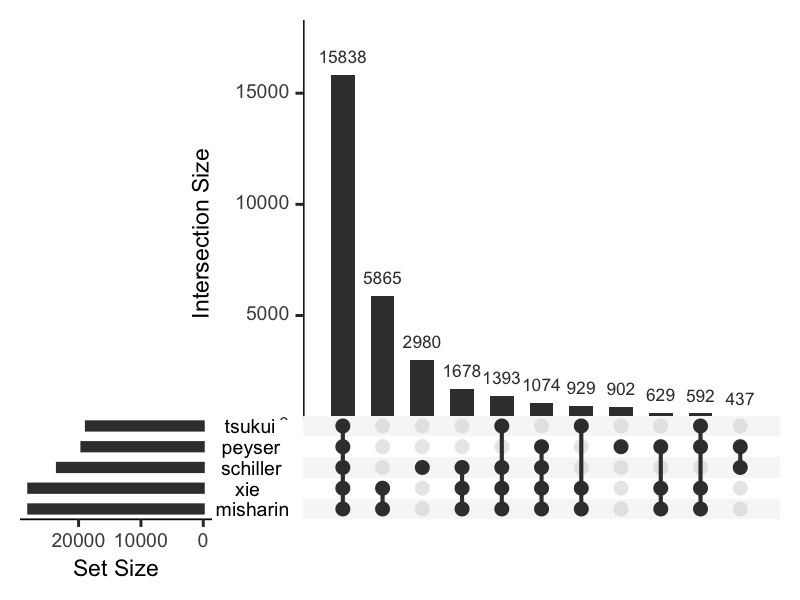 15838
15000
Intersection Size
10000
5865
5000
2980
1678
1393
1074
929
902
629
592
437
tsukui
peyser
schiller
xie
misharin
20000 10000 0
Set Size